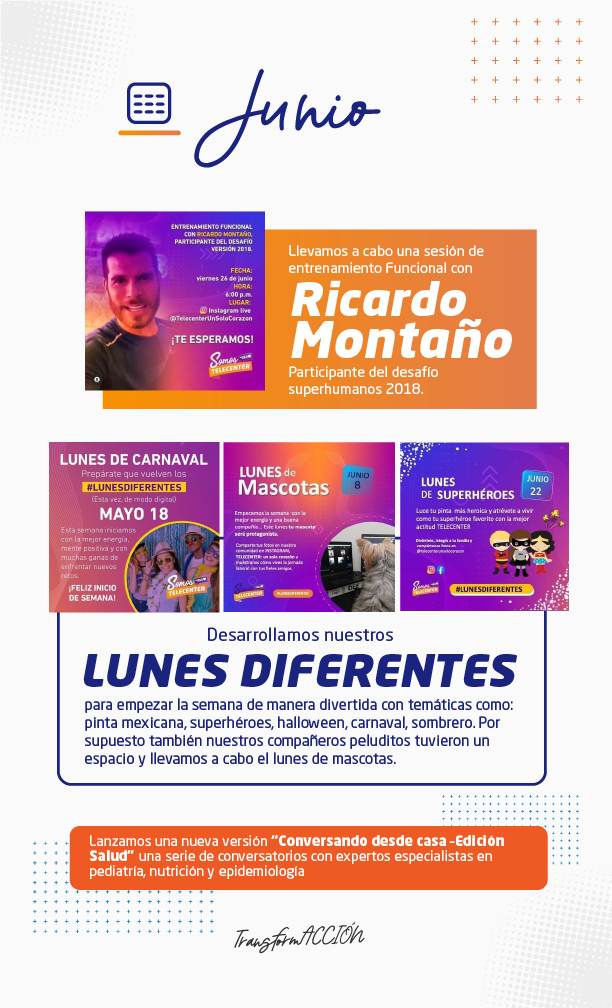 Junio
ENTRENAMIENTO FUNCIONAL
CON RICARDO MONTAÑO,
PARTICIPANTE DEL DESAFÍO
VERSIÓN 2018.
FECHA:
viernes 26 de junio
HORA:
6:00 p.m.
LUGAR:
Instagram live
@TelecenterUnSoloCorazon
¡TE ESPERAMOS!
Somos
TELECENTER
Llevamos a cabo una sesión de
entrenamiento Funcional con
Ricardo
Montaño
Participante del desafío
superhumanos 2018.
LUNES DE CARNAVAL
Prepárate que vuelven los
#LUNESDIFERENTES
(Esta vez, de modo digital)
MAYO 18
Esta semana iniciamos
con la mejor energía,
mente positiva y con
muchas ganas de
enfrentar nuevos
retos.
¡FELIZ INICIO
DE SEMANA!
Somos
TELECENTER
LUNES de
Mascotas
JUNIO
8
Empecemos la semana con la
mejor energía y una buena
compañía... Este lunes tu mascota
será protagonista.
Comparte tus fotos en nuestra
comunidad en INSTAGRAM,
TELECENTER: un solo corazón y
muéstranos cómo vives la jornada
laboral con tus fieles amigos.
Somos
TELECENTER
#LUNESDIFERENTES
LUNES
DE SUPERHÉROES
JUNIO
22
Luce tu pinta más heroica y atrévete a vivir
como tu superhéroe favorito con la mejor
actitud TELECENTER
Diviértete, integra a tu familia y
compártenos fotos en
@telecenterunsolocorazon
Somos
TELECENTER
#LUNESDIFERENTES
Desarrollamos nuestros
LUNES DIFERENTES
para empezar la semana de manera divertida con temáticas como:
pinta mexicana, superhéroes, halloween, carnaval, sombrero. Por
supuesto también nuestros compañeros peluditos tuvieron un
espacio y llevamos a cabo el lunes de mascotas.
Lanzamos una nueva versión “Conversando desde casa -Edición
Salud” una serie de conversatorios con expertos especialistas en
pediatría, nutrición y epidemiología
TransformACCIÓN